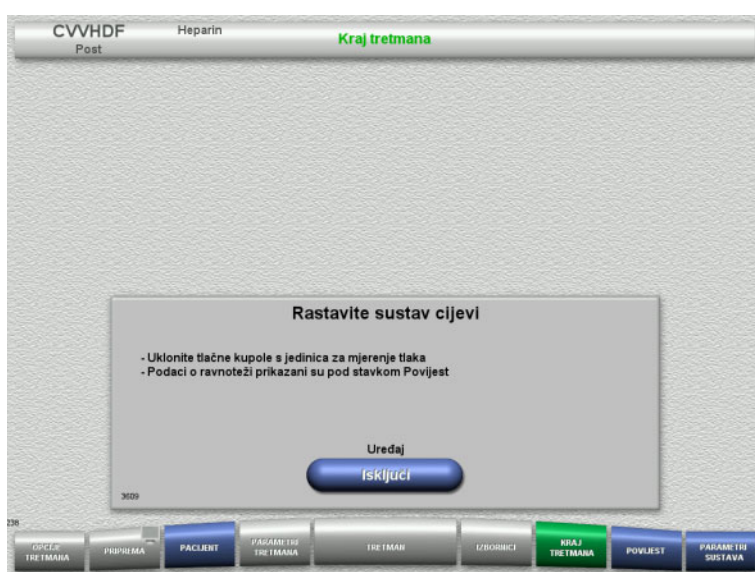 CVVHDF Heparin Kraj tretmana
Post
Rastavite sustav cijevi
- Uklonite tlačne kupole s jedinica za mjerenje tlaka
- Podaci o ravnoteži prikazani su pod stavkom Povijest
Uređaj
Isključi
3609
238
OPCIJE TRETMANA
PRIPREMA
PACIJENT
PARAMETRI TRETMANA
TRETMAN
IZBORNICI
KRAJ TRETMANA
POVIJEST
PARAMETRI SUSTAVA